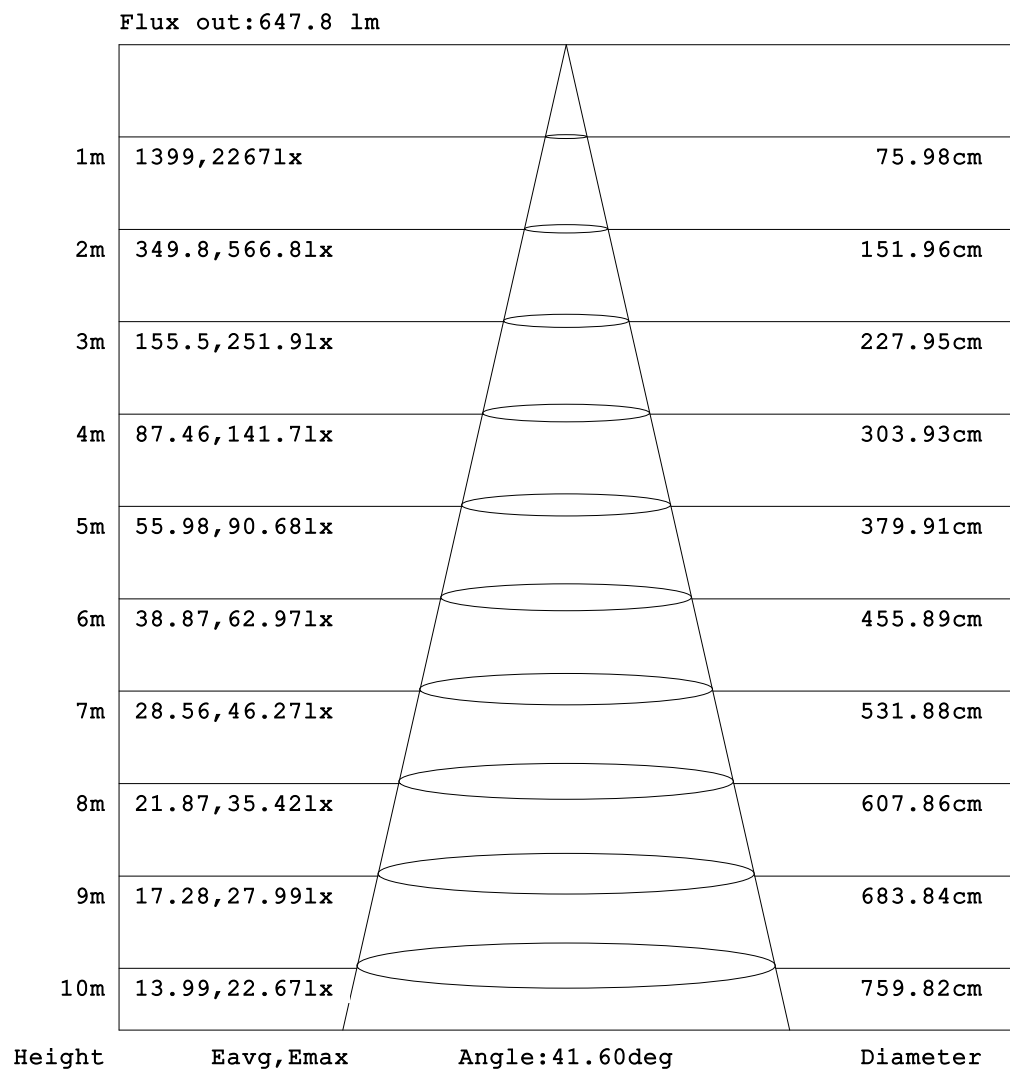 Flux out:647.8 lm
1m 1399,2267lx 75.98cm
2m 349.8,566.8lx 151.96cm
3m 155.5,251.9lx 227.95cm
4m 87.46,141.7lx 303.93cm
5m 55.98,90.68lx 379.91cm
6m 38.87,62.97lx 455.89cm
7m 28.56,46.27lx 531.88cm
8m 21.87,35.42lx 607.86cm
9m 17.28,27.99lx 683.84cm
10m 13.99,22.67lx 759.82cm
Height Eavg,Emax Angle:41.60deg Diameter